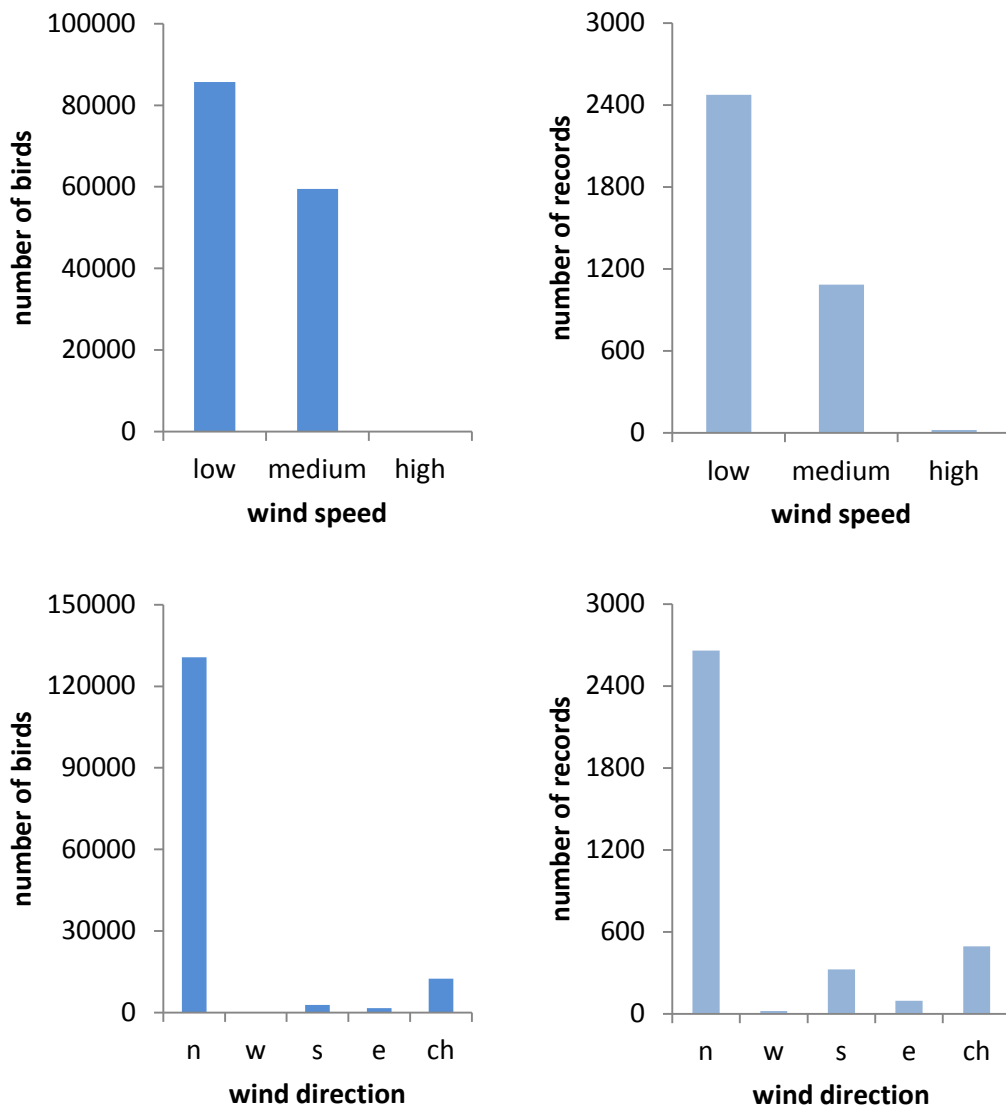 number of birds
100000
80000
60000
40000
20000
0
low medium high
wind speed
number of records
3000
2400
1800
1200
600
0
low medium high
wind speed
number of birds
150000
120000
90000
60000
30000
0
n w s e ch
wind direction
number of records
3000
2400
1800
1200
600
0
n w s e ch
wind direction